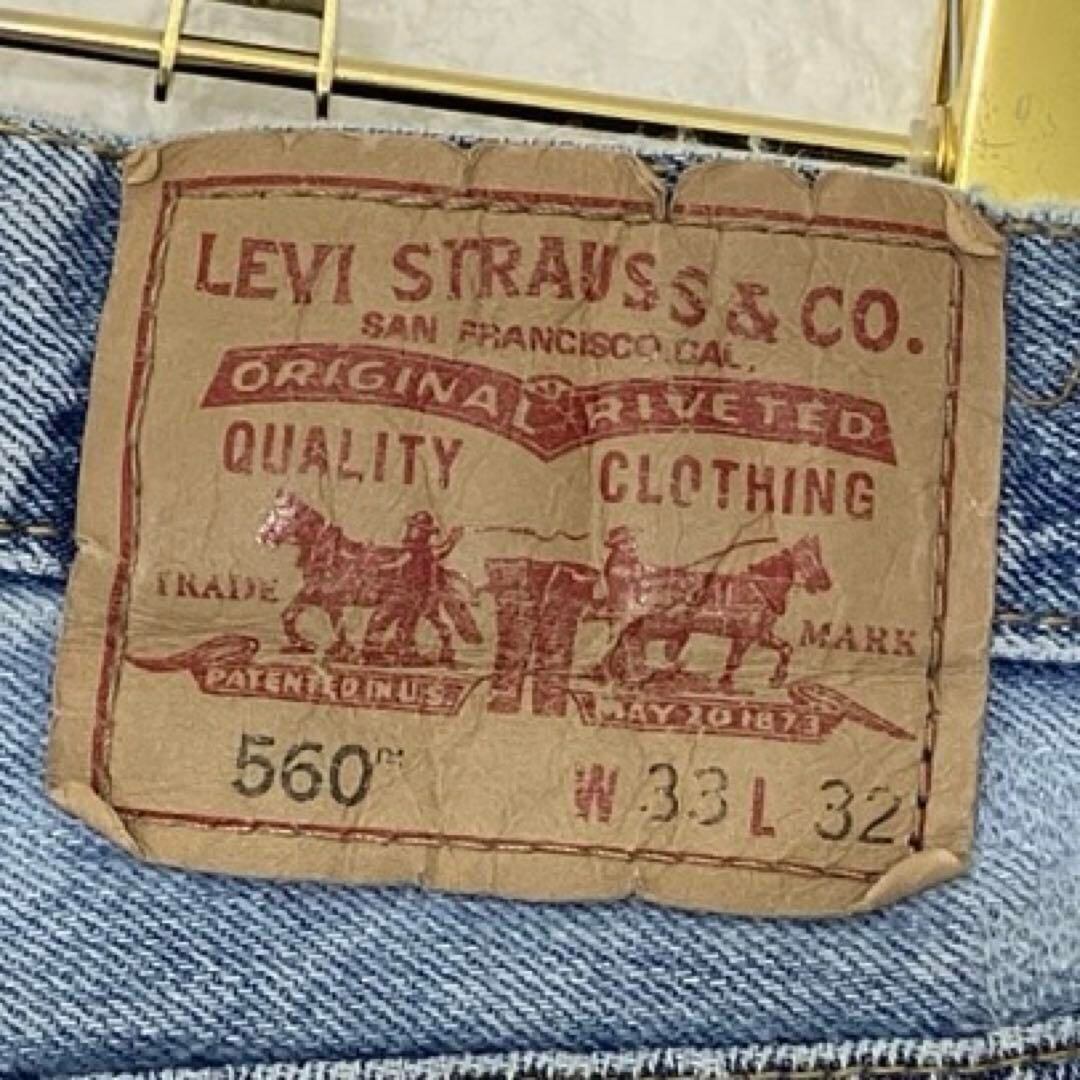 LEVI STRAUSS & CO.
SAN FRANCISCO CAL.
ORIGINAL RIVETED
QUALITY CLOTHING
TRADE MARK
PATENTED IN U.S. MAY 20 1873
560™ W 33 L 32